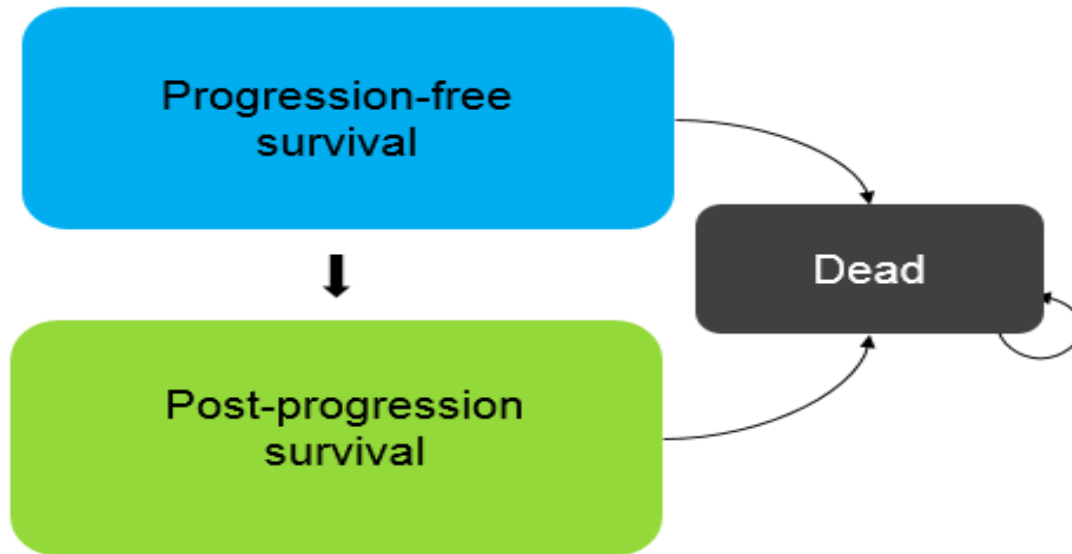 Progression-free
survival
Dead
Post-progression
survival